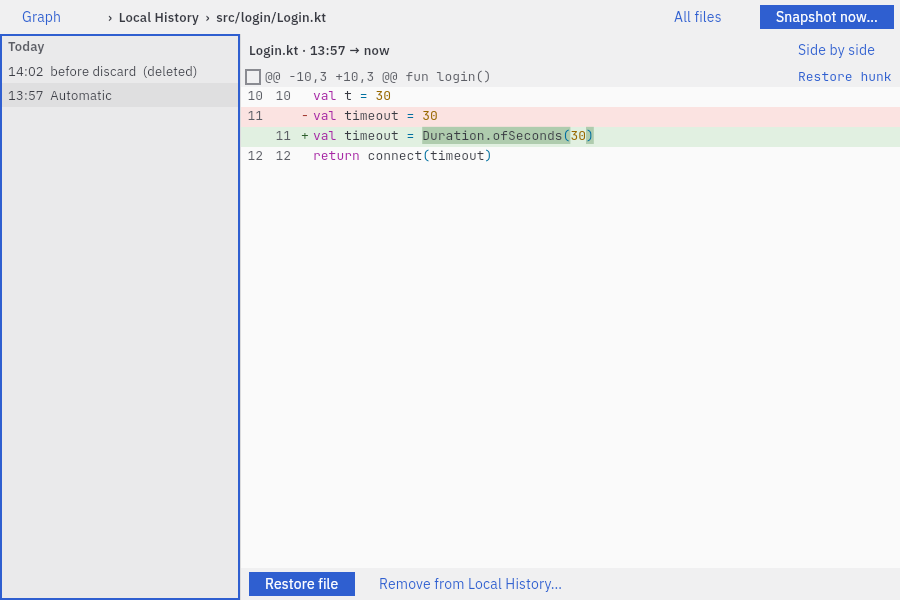 Graph › Local History › src/login/Login.kt All files Snapshot now...
Today
14:02 before discard (deleted)
13:57 Automatic
Login.kt · 13:57 → now Side by side
@@ -10,3 +10,3 @@ fun login() Restore hunk
10 10 val t = 30
11 - val timeout = 30
11 + val timeout = Duration.ofSeconds(30)
12 12 return connect(timeout)
Restore file Remove from Local History...